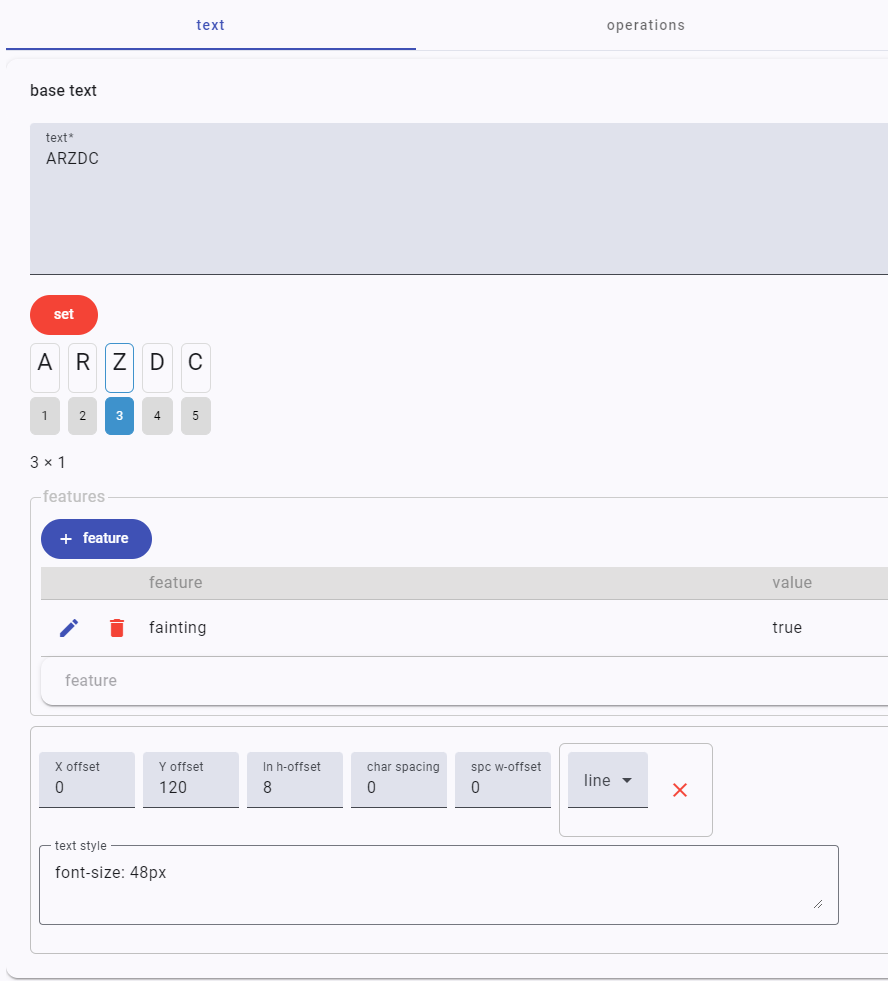 text operations
base text
text*
ARZDC
set
A R Z D C
1 2 3 4 5
3 × 1
features
+ feature
feature value
fainting true
feature
X offset Y offset ln h-offset char spacing spc w-offset
0 120 8 0 0 line
text style
font-size: 48px